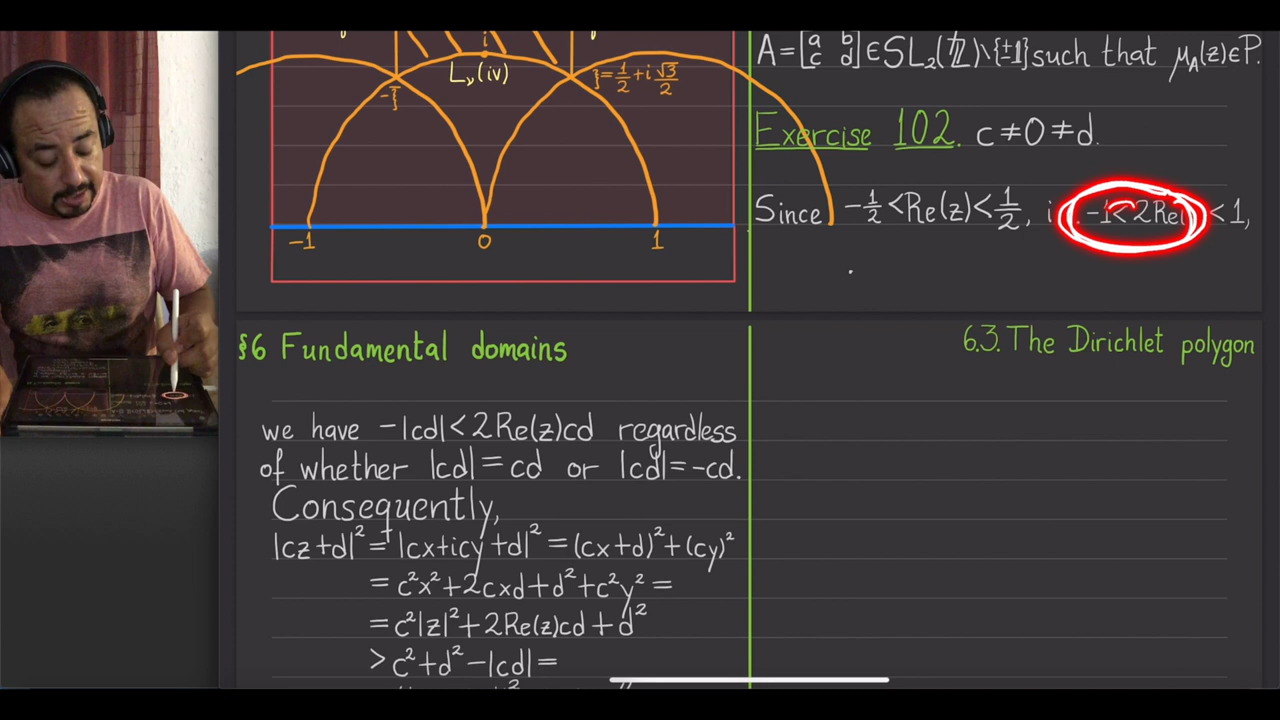 i
L_ν(iv)
ξ=1/2+i√3/2
-ξ̄
-1
0
1
A=[a b c d]∈SL₂(ℤ)\{±1} such that μ_A(z)∈P.
Exercise 102. c≠0≠d.
Since -½<Re(z)<½, i . -1<2Re( <1,
§6 Fundamental domains
6.3. The Dirichlet polygon
we have -|cd|<2Re(z)cd regardless
of whether |cd|=cd or |cd|=-cd.
Consequently,
|cz+d|²=|cx+icy+d|²=(cx+d)²+(cy)²
=c²x²+2cxd+d²+c²y²=
=c²|z|²+2Re(z)cd+d²
>c²+d²-|cd|=